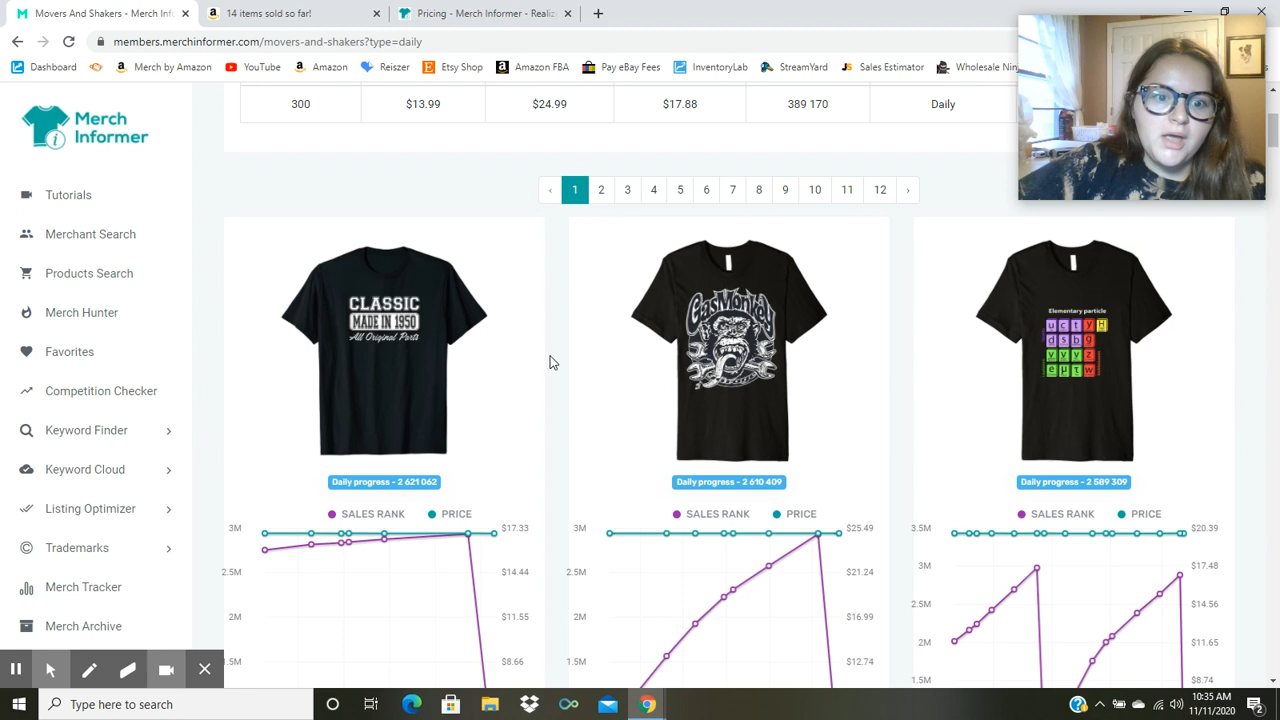 Movers And Shakers - Merch Inf
14 items sold so far!
Pricing - Merch Informer - Realiz
members.merchinformer.com/movers-and-shakers?type=daily
Dashboard
Merch by Amazon
YouTube
Amazon
Reiszer
Etsy Shop
Amazon FBA
Pay eBay Fees
InventoryLab
StreamYard
Sales Estimator
Wholesale Nin
300 $13.99 $24.99 $17.88 389 170 Daily
Merch
Informer
‹ 1 2 3 4 5 6 7 8 9 10 11 12 ›
Tutorials
Merchant Search
Products Search
Merch Hunter
Favorites
Competition Checker
Keyword Finder
Keyword Cloud
Listing Optimizer
Trademarks
Merch Tracker
Merch Archive
CLASSIC
MADE IN 1950
All Original Parts
Daily progress - 2 621 062
SALES RANK PRICE
3M $17.33
2.5M $14.44
2M $11.55
1.5M $8.66
GasMonkey
Daily progress - 2 610 409
SALES RANK PRICE
3M $25.49
2.5M $21.24
2M $16.99
1.5M $12.74
Elementary particle
u c t γ H
d s b g
ν ν ν z
e μ τ w
Daily progress - 2 589 309
SALES RANK PRICE
3.5M $20.39
3M $17.48
2.5M $14.56
2M $11.65
1.5M $8.74
Type here to search
10:35 AM
11/11/2020
2